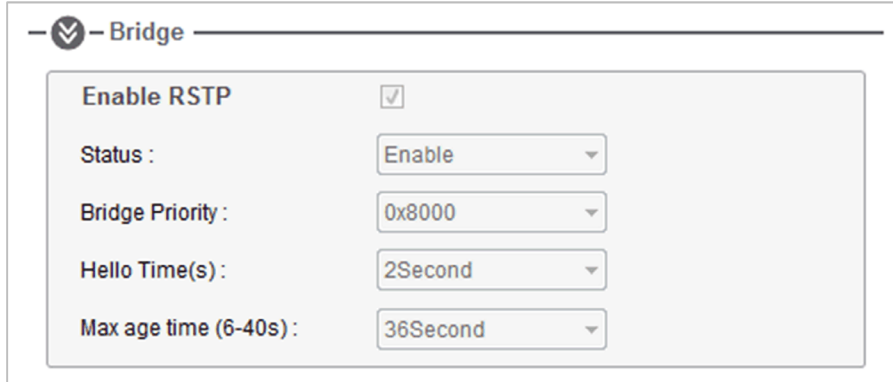 Bridge
Enable RSTP
Status : Enable
Bridge Priority : 0x8000
Hello Time(s) : 2Second
Max age time (6-40s) : 36Second